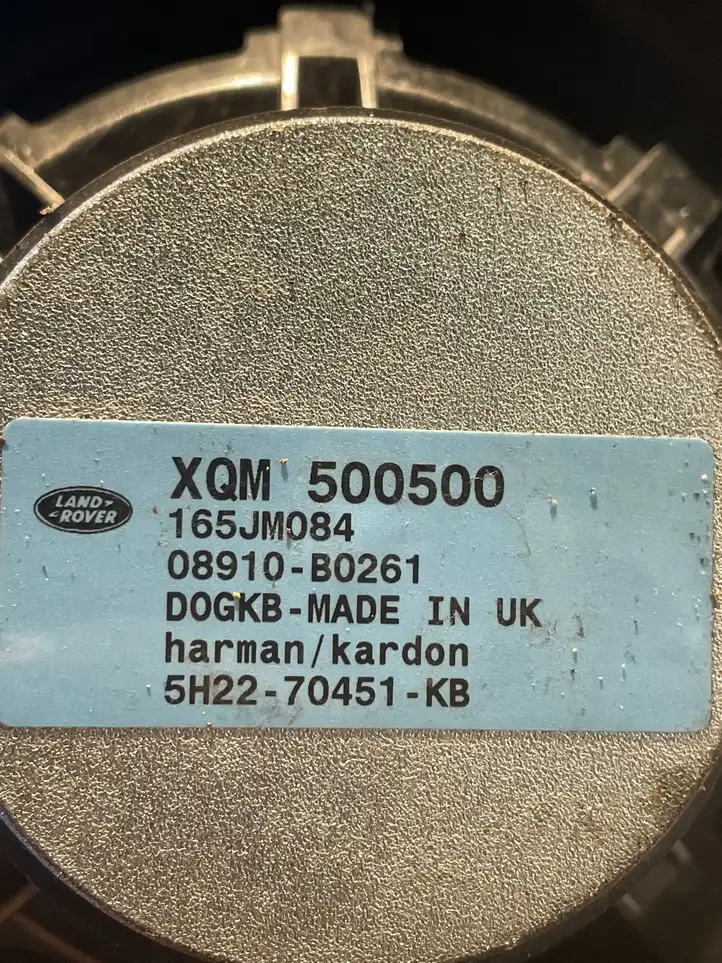 LAND
ROVER
XQM 500500
165JM084
08910-B0261
DOGKB-MADE IN UK
harman/kardon
5H22-70451-KB